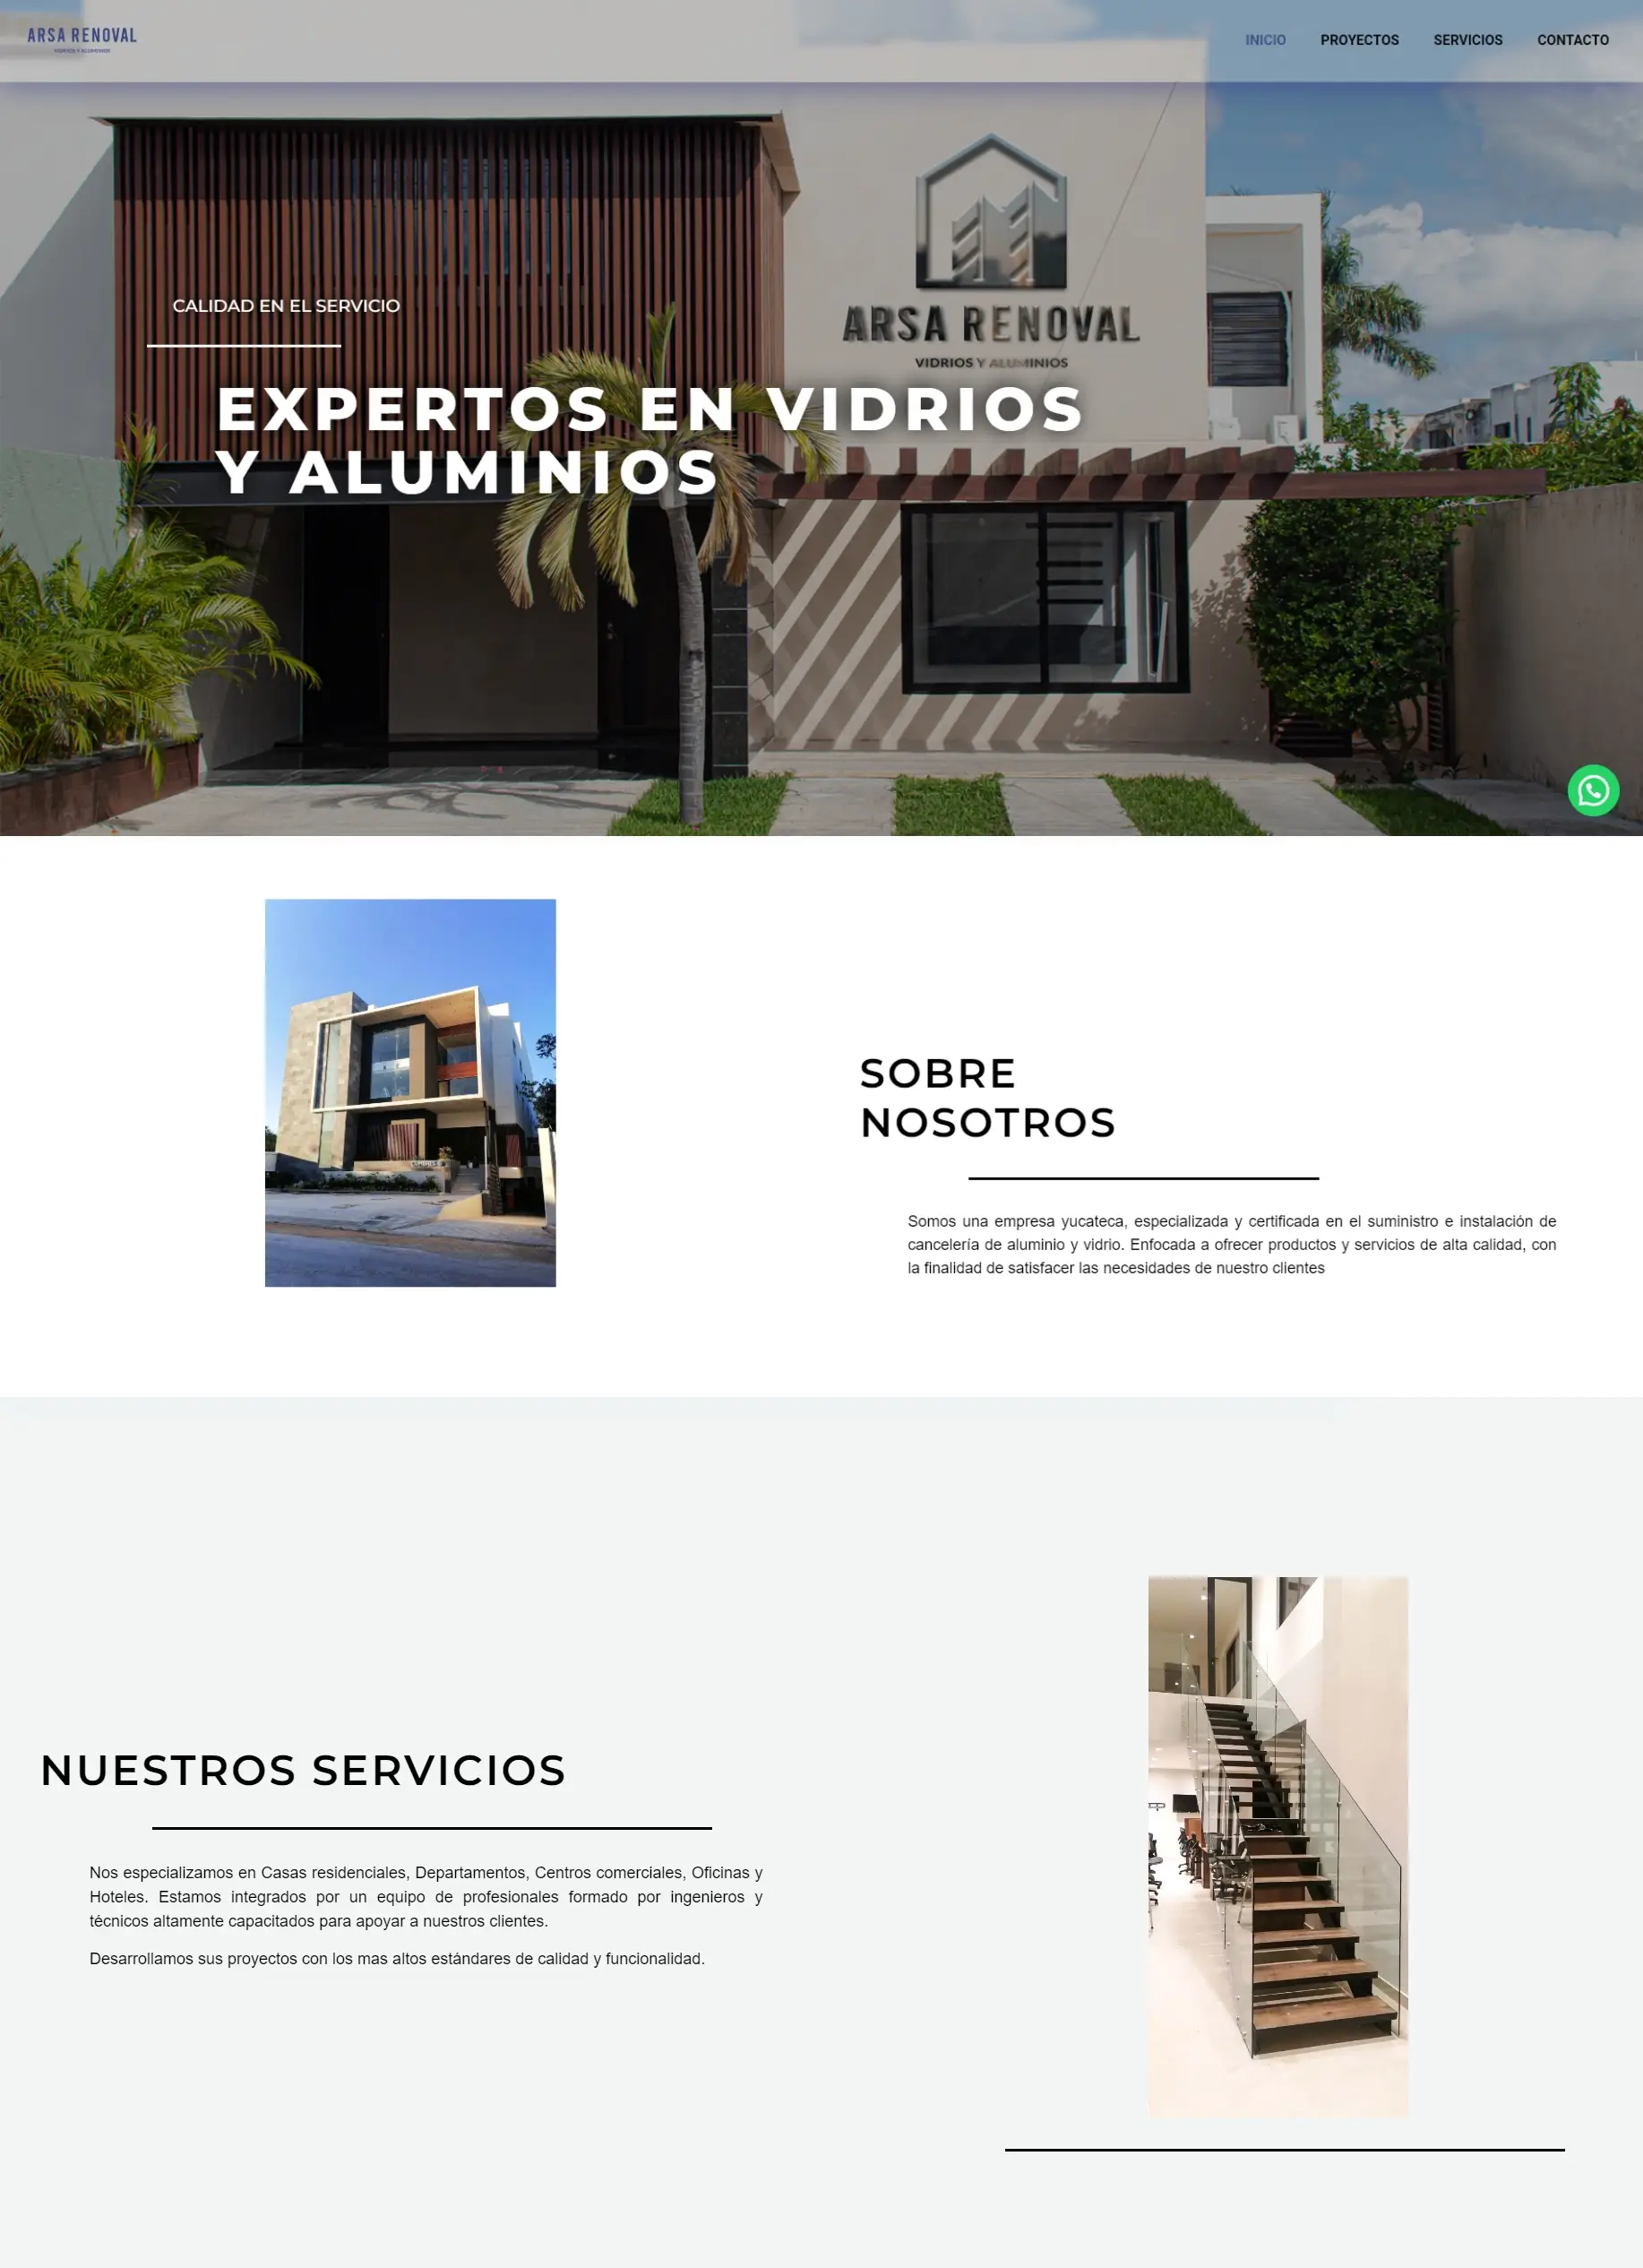 ARSA RENOVAL
VIDRIOS Y ALUMINIOS
INICIO
PROYECTOS
SERVICIOS
CONTACTO
ARSA RENOVAL
VIDRIOS Y ALUMINIOS
CALIDAD EN EL SERVICIO
EXPERTOS EN VIDRIOS
Y ALUMINIOS
SOBRE
NOSOTROS
Somos una empresa yucateca, especializada y certificada en el suministro e instalación de
cancelería de aluminio y vidrio. Enfocada a ofrecer productos y servicios de alta calidad, con
la finalidad de satisfacer las necesidades de nuestro clientes
NUESTROS SERVICIOS
Nos especializamos en Casas residenciales, Departamentos, Centros comerciales, Oficinas y
Hoteles. Estamos integrados por un equipo de profesionales formado por ingenieros y
técnicos altamente capacitados para apoyar a nuestros clientes.
Desarrollamos sus proyectos con los mas altos estándares de calidad y funcionalidad.